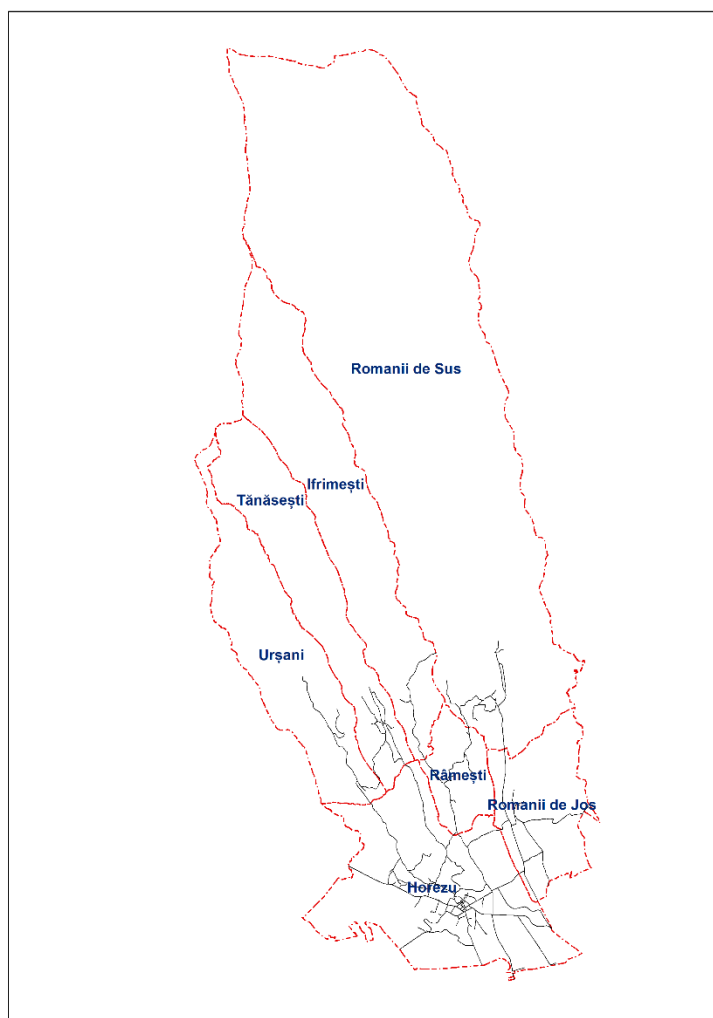 Romanii de Sus
Ifrimești
Tănăsești
Urșani
Râmești
Romanii de Jos
Horezu